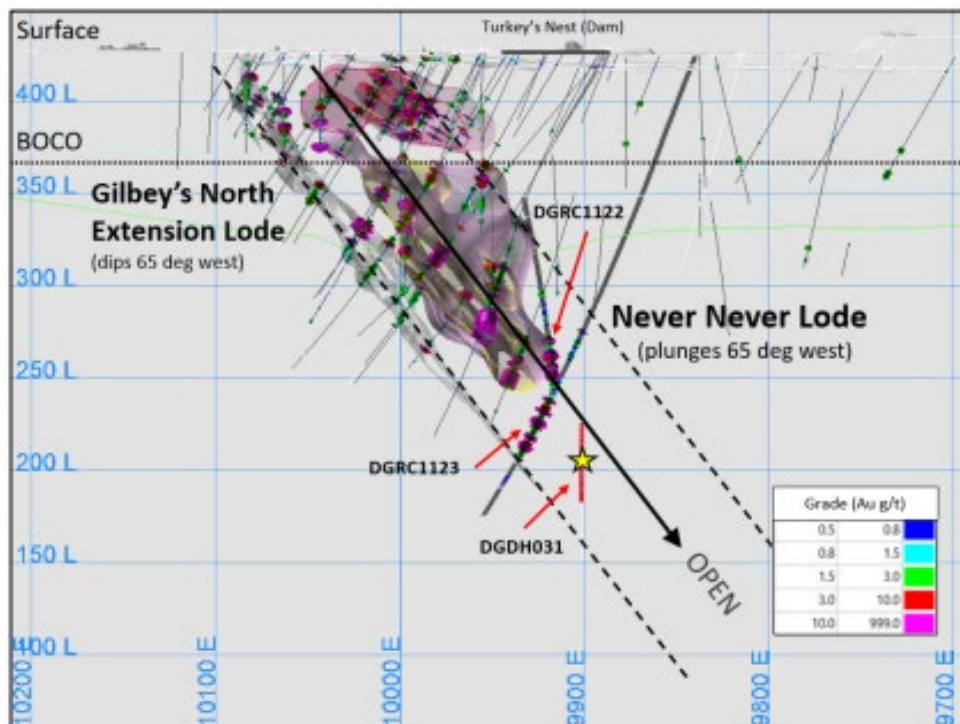 Surface
Turkey's Nest (Dam)
400 L
BOCO
350 L
Gilbey's North
Extension Lode
(dips 65 deg west)
DGRC1122
300 L
Never Never Lode
(plunges 65 deg west)
250 L
DGRC1123
200 L
DGDH031
150 L
OPEN
100 L
Grade (Au g/t)
0.5 0.8
0.8 1.5
1.5 3.0
3.0 10.0
10.0 999.0
10200 E
10100 E
10000 E
9900 E
9800 E
9700 E